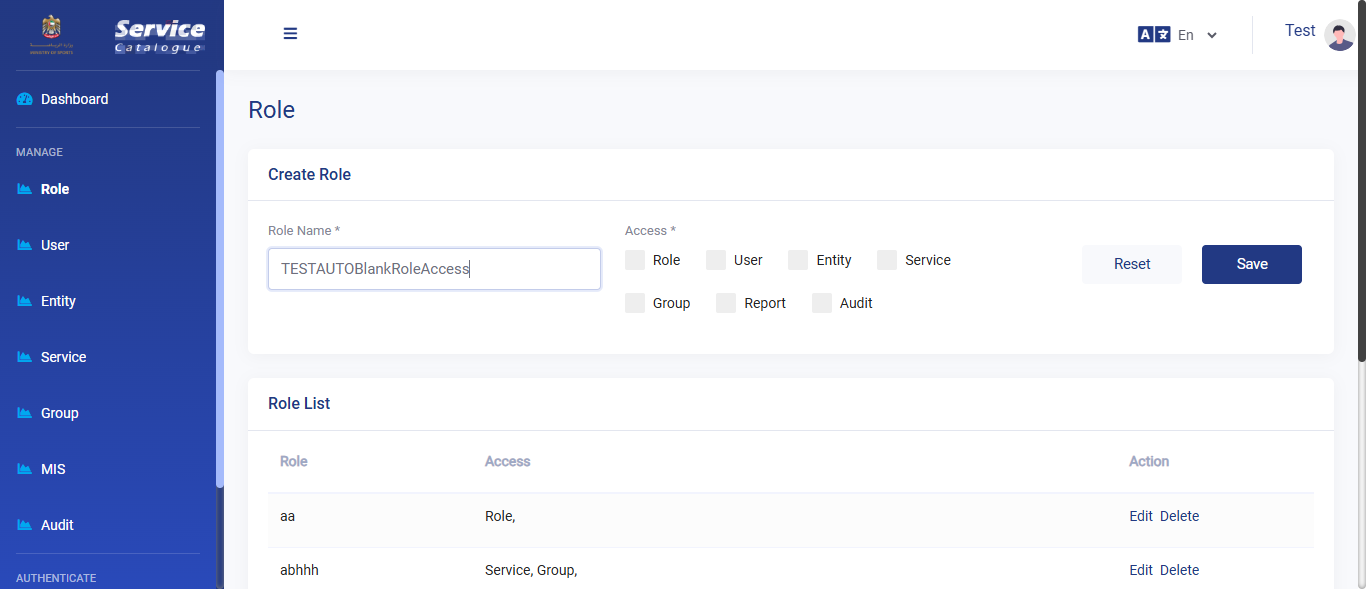 Service
Catalogue
MINISTRY OF SPORTS
En
Test
Dashboard
MANAGE
Role
User
Entity
Service
Group
MIS
Audit
AUTHENTICATE
Role
Create Role
Role Name *
TESTAUTOBlankRoleAccess
Access *
Role User Entity Service
Group Report Audit
Reset Save
Role List
Role Access Action
aa Role, Edit Delete
abhhh Service, Group, Edit Delete